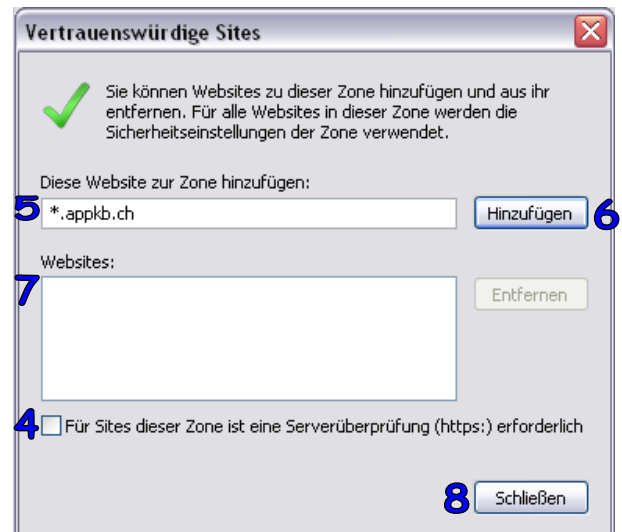 Vertrauenswürdige Sites
Sie können Websites zu dieser Zone hinzufügen und aus ihr
entfernen. Für alle Websites in dieser Zone werden die
Sicherheitseinstellungen der Zone verwendet.
Diese Website zur Zone hinzufügen:
5 *.appkb.ch Hinzufügen 6
Websites:
7 Entfernen
4 Für Sites dieser Zone ist eine Serverüberprüfung (https:) erforderlich
8 Schließen